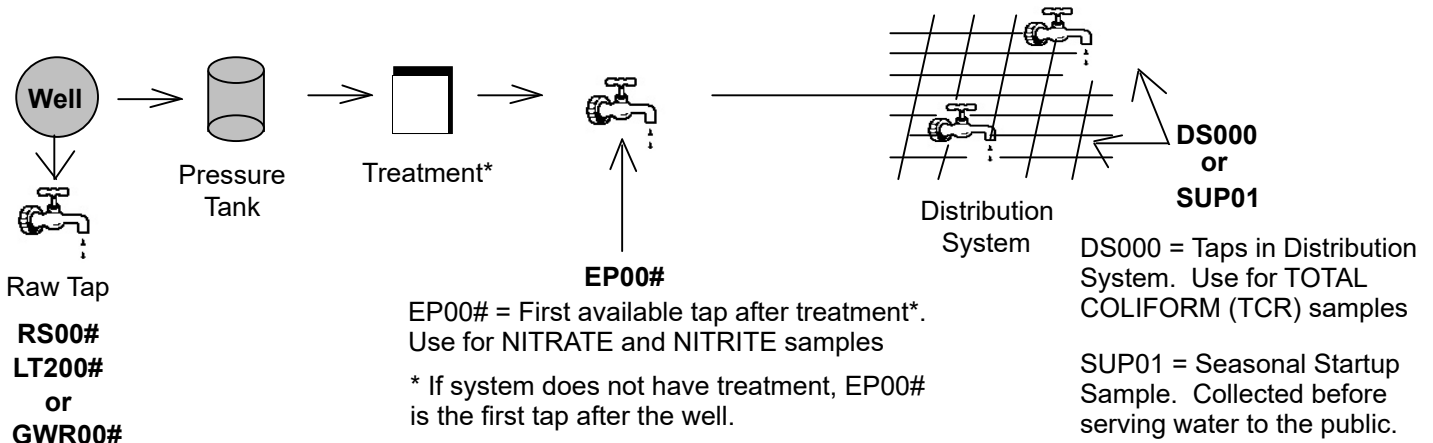 Well
Pressure
Tank
Treatment*
Raw Tap
RS00#
LT200#
or
GWR00#
EP00#
EP00# = First available tap after treatment*.
Use for NITRATE and NITRITE samples
* If system does not have treatment, EP00#
is the first tap after the well.
Distribution
System
DS000
or
SUP01
DS000 = Taps in Distribution
System. Use for TOTAL
COLIFORM (TCR) samples
SUP01 = Seasonal Startup
Sample. Collected before
serving water to the public.